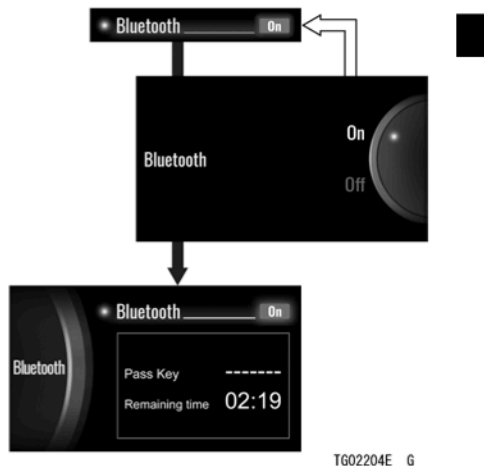 Bluetooth On
On
Bluetooth
Off
Bluetooth On
Bluetooth
Pass Key -------
Remaining time 02:19
TG02204E G